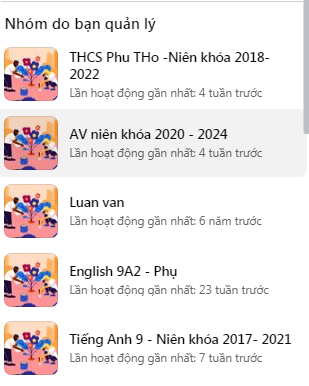 Nhóm do bạn quản lý
THCS Phu THo -Niên khóa 2018-
2022
Lần hoạt động gần nhất: 4 tuần trước
AV niên khóa 2020 - 2024
Lần hoạt động gần nhất: 4 tuần trước
Luan van
Lần hoạt động gần nhất: 6 năm trước
English 9A2 - Phụ
Lần hoạt động gần nhất: 23 tuần trước
Tiếng Anh 9 - Niên khóa 2017- 2021
Lần hoạt động gần nhất: 7 tuần trước